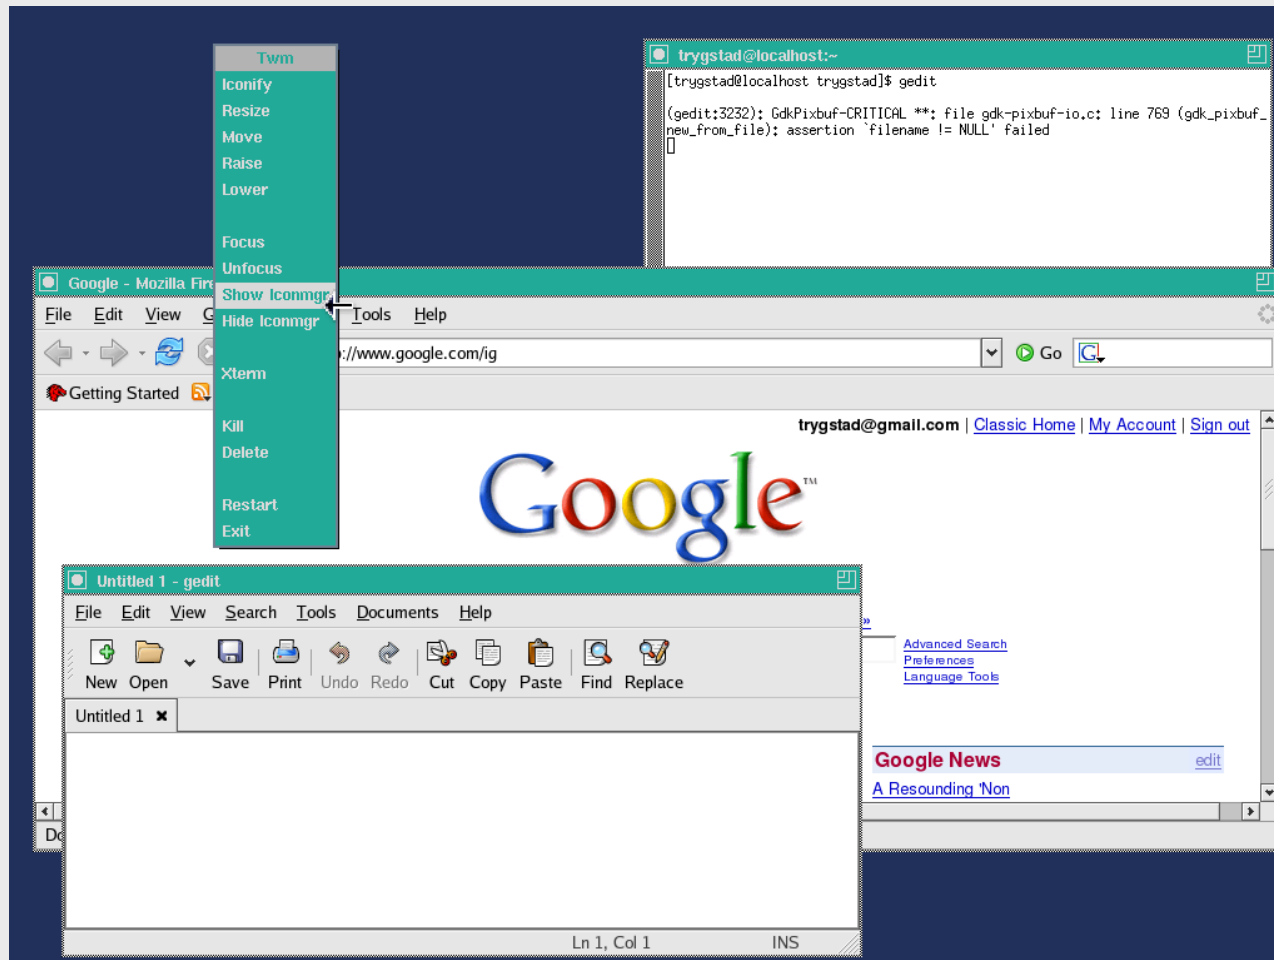 Twm
Iconify
Resize
Move
Raise
Lower
Focus
Unfocus
Show Iconmgr
Hide Iconmgr
Xterm
Kill
Delete
Restart
Exit
trygstad@localhost:~
[trygstad@localhost trygstad]$ gedit
(gedit:3232): GdkPixbuf-CRITICAL **: file gdk-pixbuf-io.c: line 769 (gdk_pixbuf_
new_from_file): assertion `filename != NULL' failed
Google - Mozilla Fire
File Edit View G Tools Help
://www.google.com/ig
Go
G
Getting Started
trygstad@gmail.com | Classic Home | My Account | Sign out
Google™
»
Advanced Search
Preferences
Language Tools
Google News edit
A Resounding 'Non
Do
Untitled 1 - gedit
File Edit View Search Tools Documents Help
New Open Save Print Undo Redo Cut Copy Paste Find Replace
Untitled 1
Ln 1, Col 1 INS